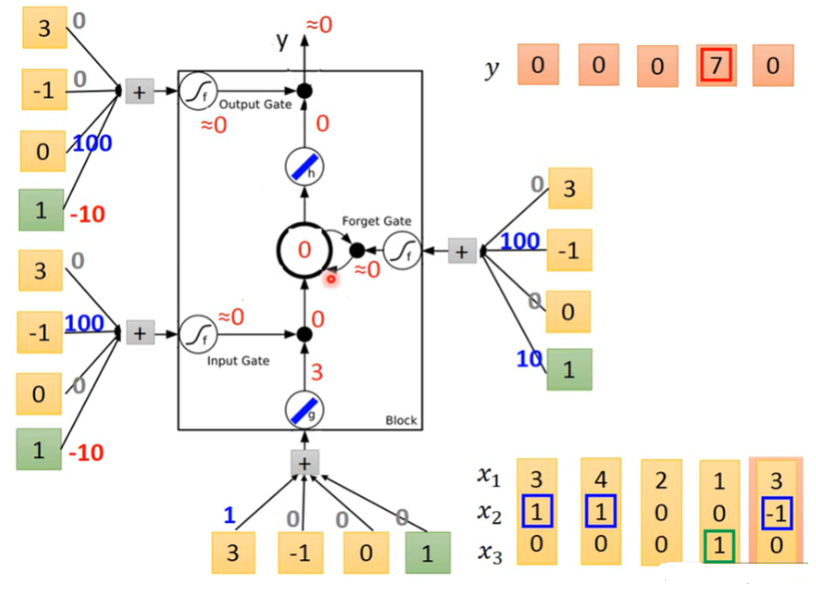 3 0
-1 0
0 100
1 -10
+
f
Output Gate
≈0
y ≈0
0
h
0
Forget Gate
f
≈0
+
0 3
100 -1
0 0
10 1
y 0 0 0 7 0
3 0
-1 100
0 0
1 -10
+
f
≈0
Input Gate
0
3
g
Block
+
1 0 0 0
3 -1 0 1
x₁ 3 4 2 1 3
x₂ 1 1 0 0 -1
x₃ 0 0 0 1 0